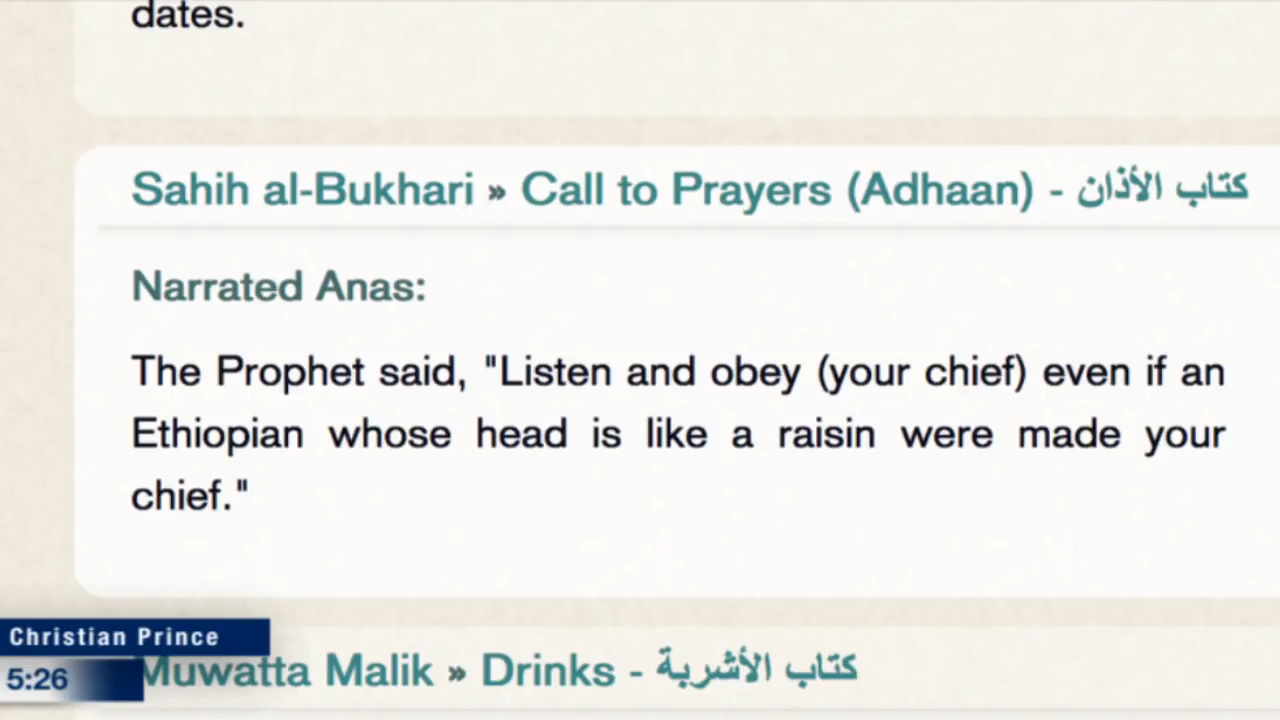 dates.
Sahih al-Bukhari » Call to Prayers (Adhaan) - كتاب الأذان
Narrated Anas:
The Prophet said, "Listen and obey (your chief) even if an
Ethiopian whose head is like a raisin were made your
chief."
Christian Prince
5:26
Muwatta Malik » Drinks - كتاب الأشربة